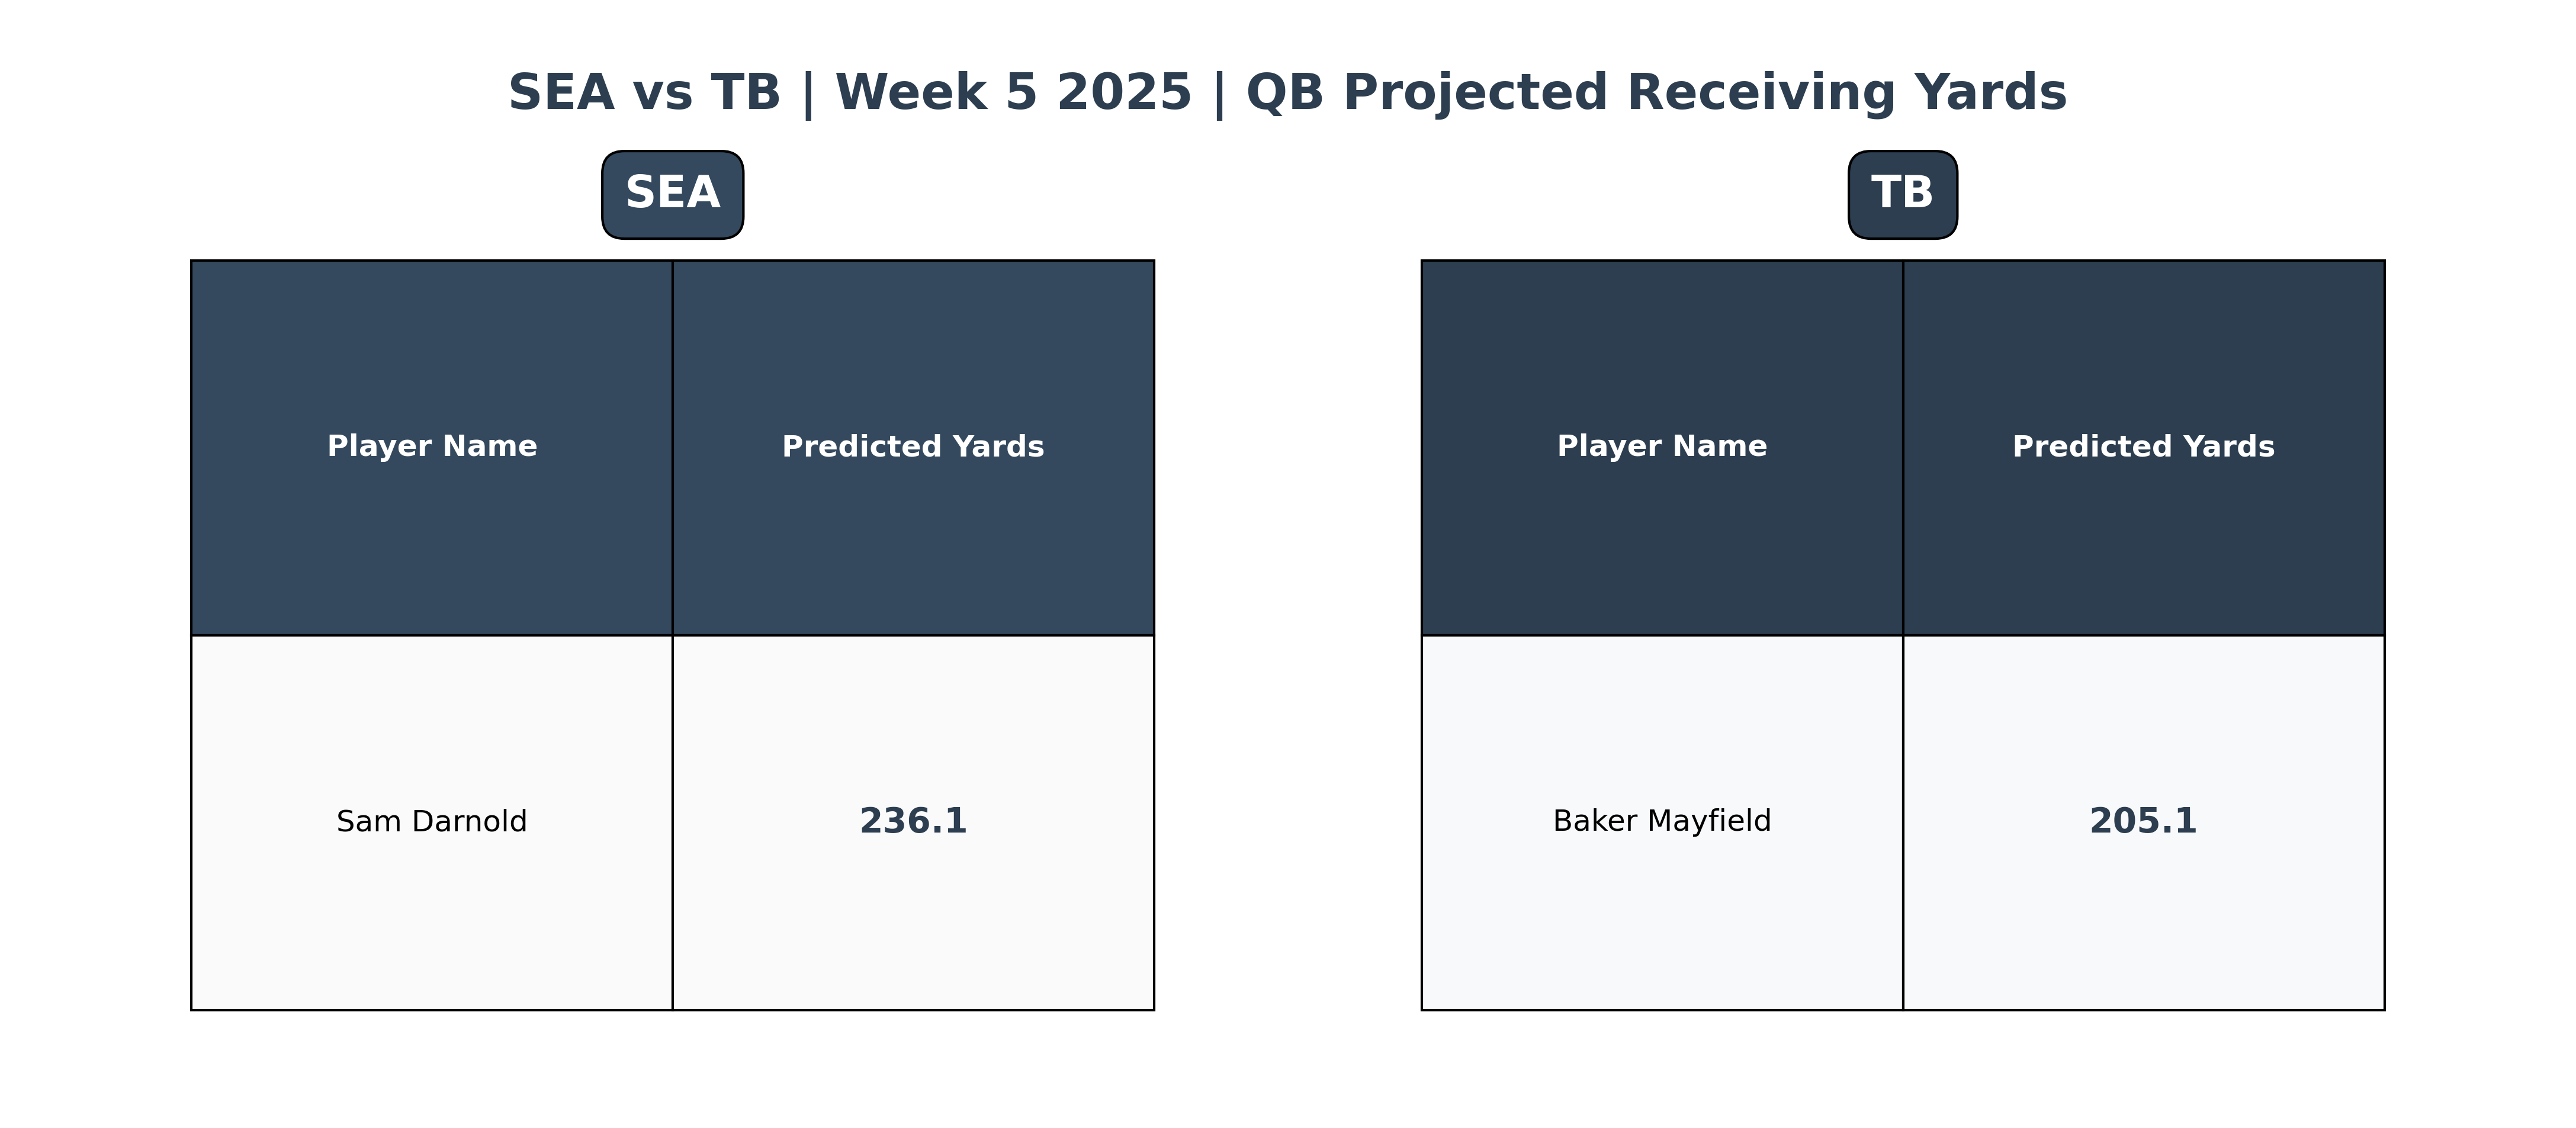 SEA vs TB | Week 5 2025 | QB Projected Receiving Yards
SEA
Player Name Predicted Yards
Sam Darnold 236.1
TB
Player Name Predicted Yards
Baker Mayfield 205.1